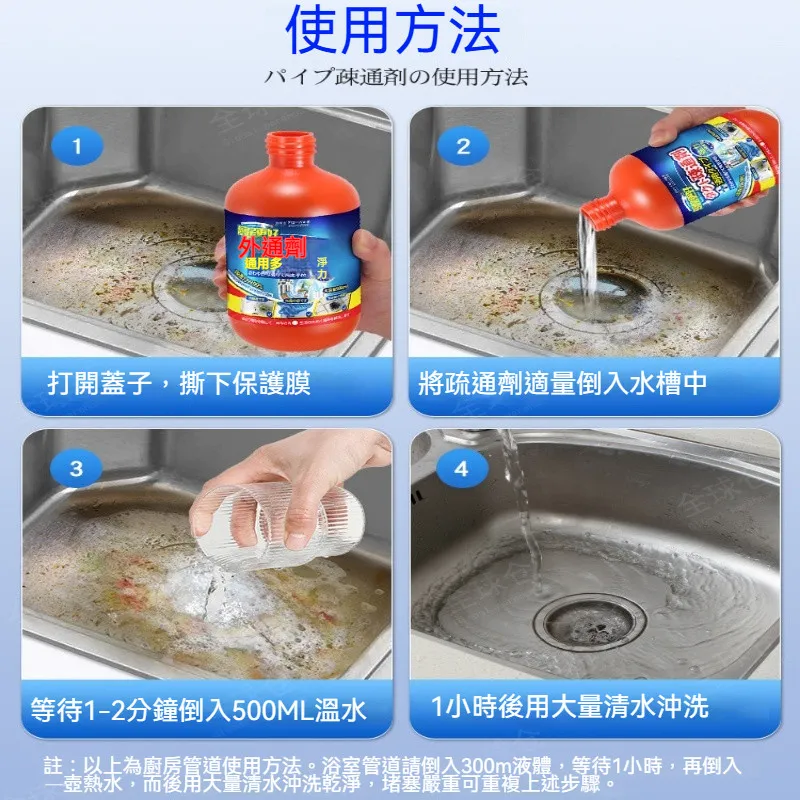 使用方法
パイプ疎通剤の使用方法
1
外通劑
通用多
淨
力
打開蓋子，撕下保護膜
2
將疏通劑適量倒入水槽中
3
等待1-2分鐘倒入500ML溫水
4
1小時後用大量清水沖洗
註：以上為廚房管道使用方法。浴室管道請倒入300m液體，等待1小時，再倒入
一壺熱水，而後用大量清水沖洗乾淨，堵塞嚴重可重複上述步驟。